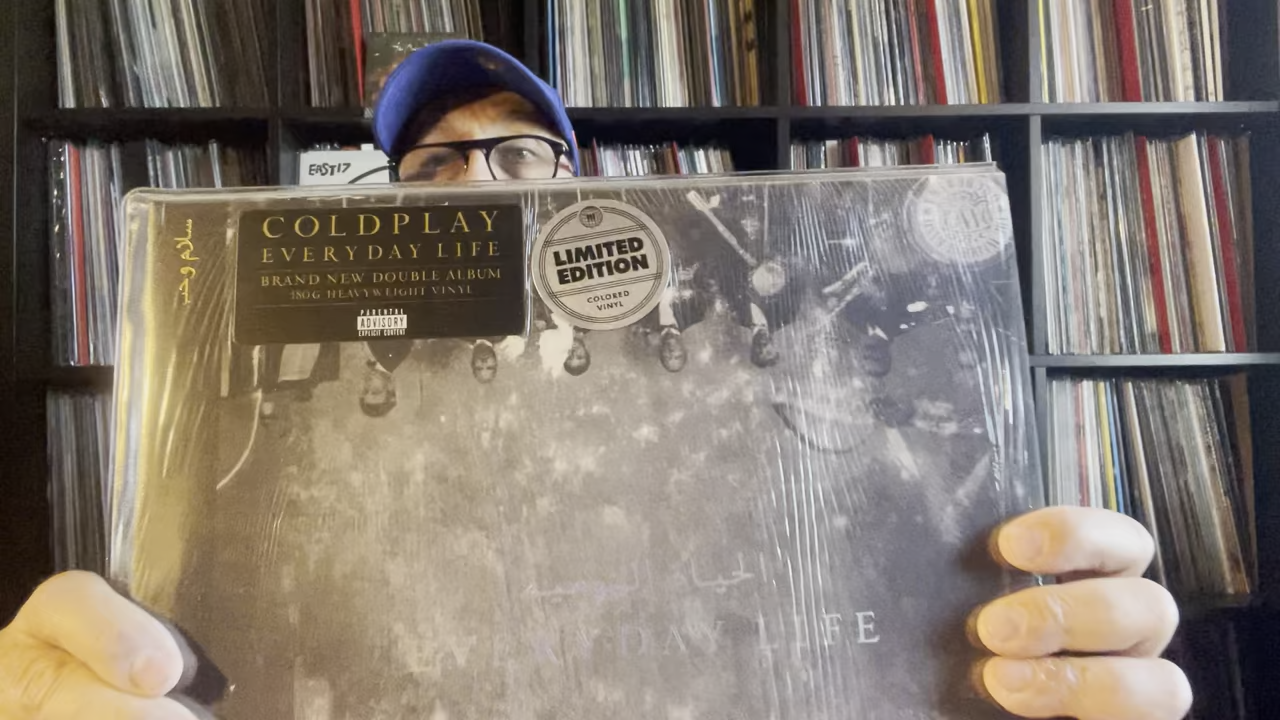 EAST17
COLDPLAY
EVERYDAY LIFE
BRAND NEW DOUBLE ALBUM
180G HEAVYWEIGHT VINYL
PARENTAL
ADVISORY
EXPLICIT CONTENT
LIMITED
EDITION
COLORED
VINYL
EVERYDAY LIFE